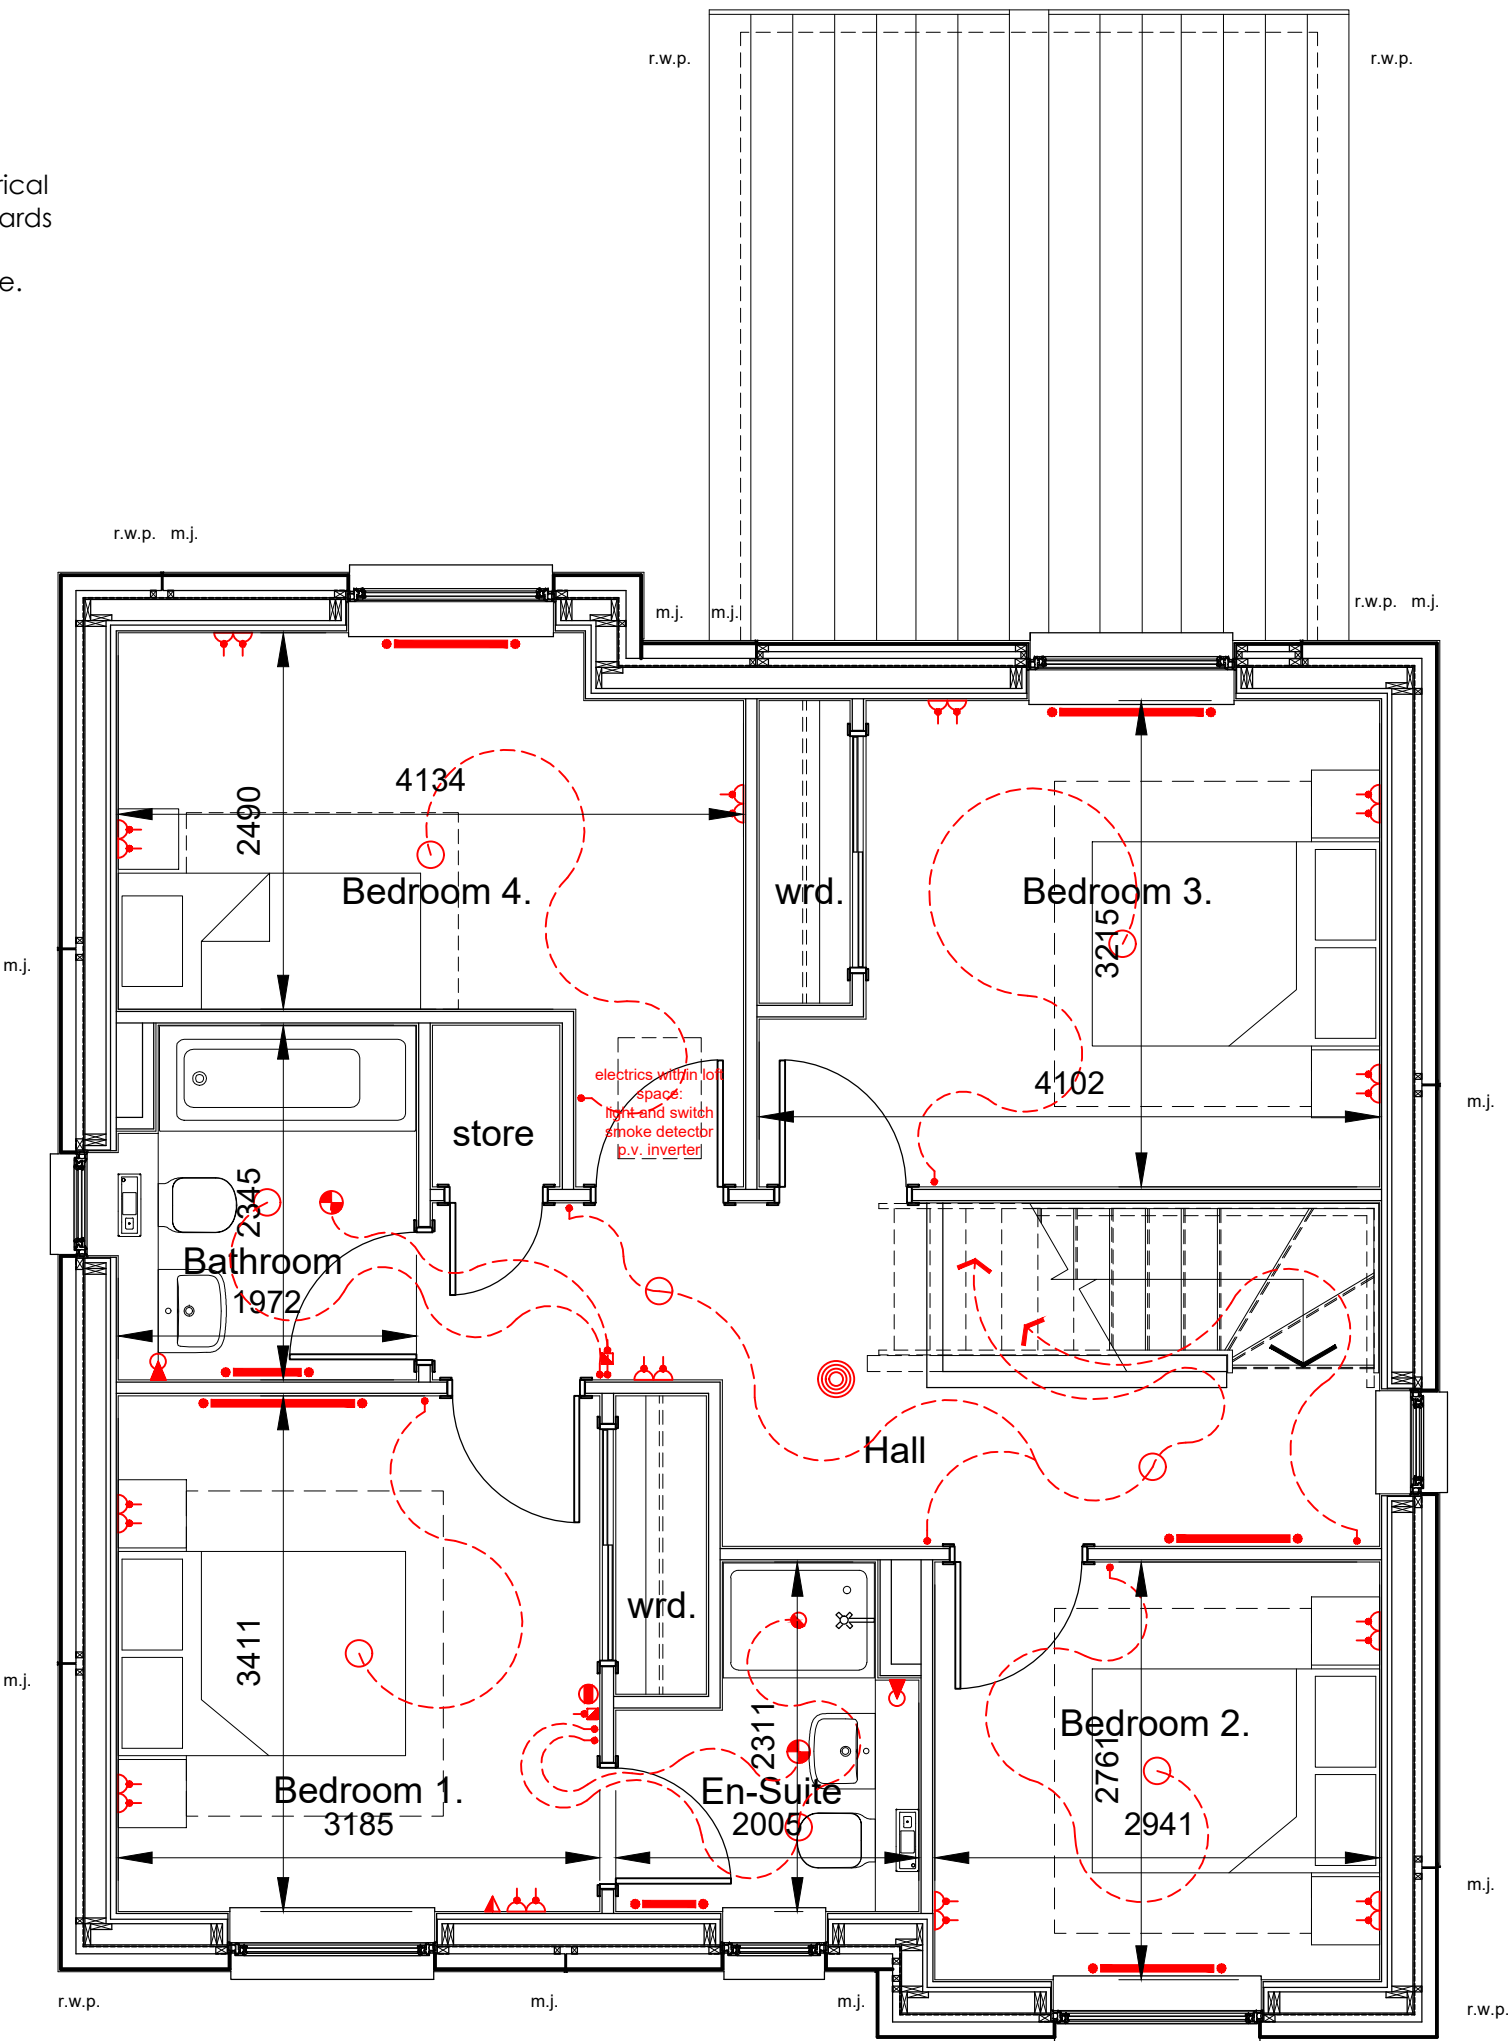 r.w.p.
r.w.p.
rical
ards
e.
r.w.p. m.j.
m.j. m.j.
r.w.p. m.j.
4134
2490
Bedroom 4.
wrd.
Bedroom 3.
3215
m.j.
electrics within loft
space:
light and switch
smoke detector
p.v. inverter
4102
m.j.
store
2345
Bathroom
1972
Hall
wrd.
3411
m.j.
2311
Bedroom 2.
2761
Bedroom 1.
3185
En-Suite
2005
2941
m.j.
r.w.p.
m.j.
m.j.
r.w.p.